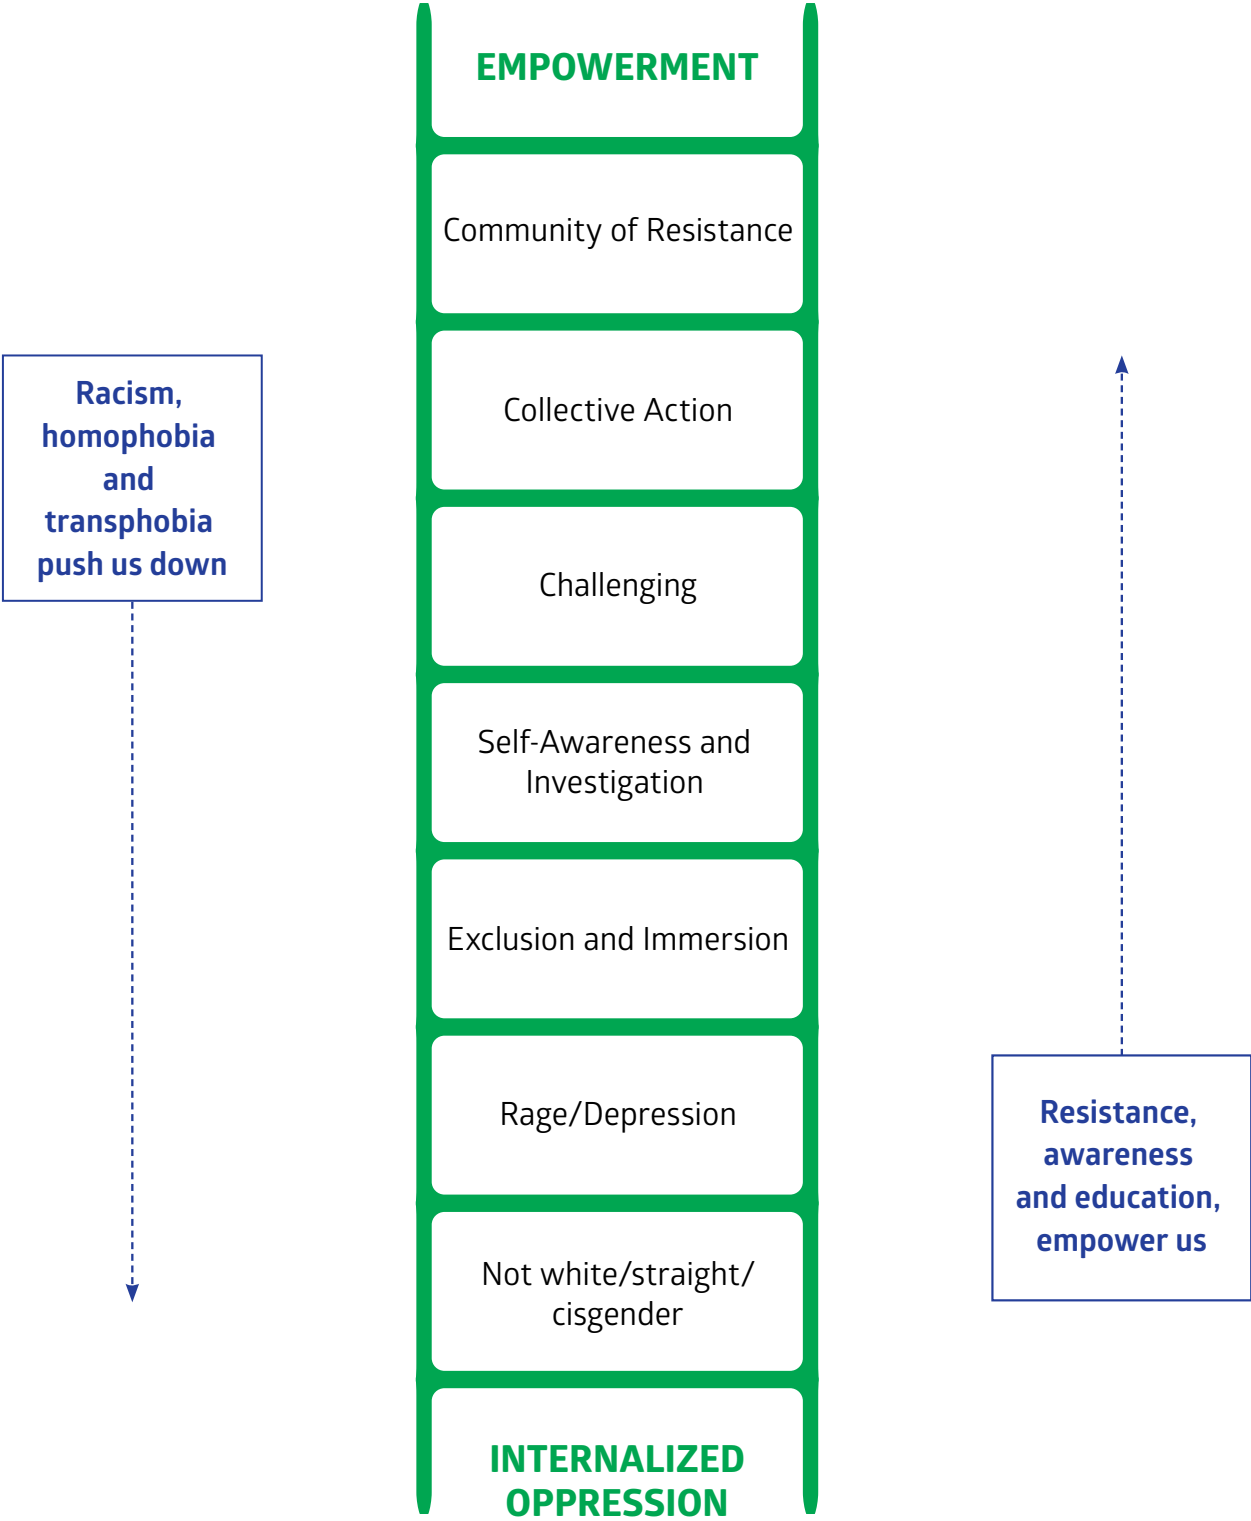 EMPOWERMENT
Community of Resistance
Collective Action
Challenging
Self-Awareness and
Investigation
Exclusion and Immersion
Rage/Depression
Not white/straight/
cisgender
INTERNALIZED
OPPRESSION
Racism,
homophobia
and
transphobia
push us down
Resistance,
awareness
and education,
empower us